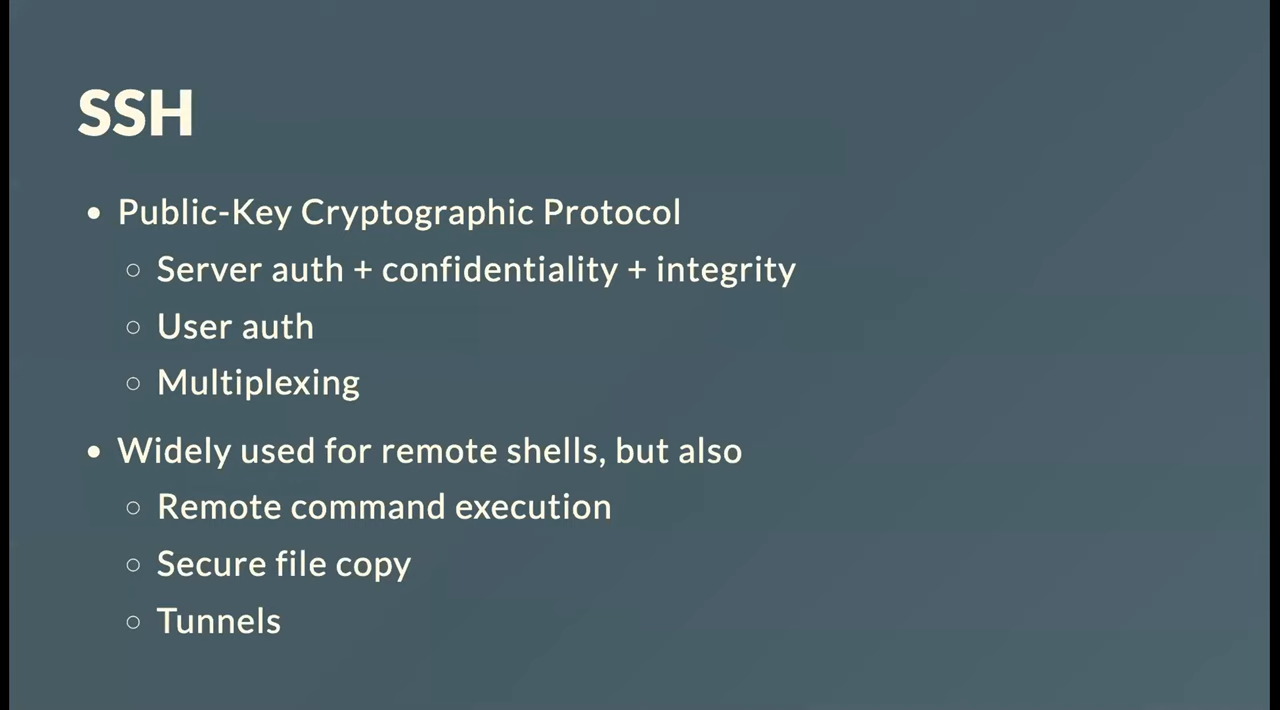 SSH
• Public-Key Cryptographic Protocol
○ Server auth + confidentiality + integrity
○ User auth
○ Multiplexing
• Widely used for remote shells, but also
○ Remote command execution
○ Secure file copy
○ Tunnels